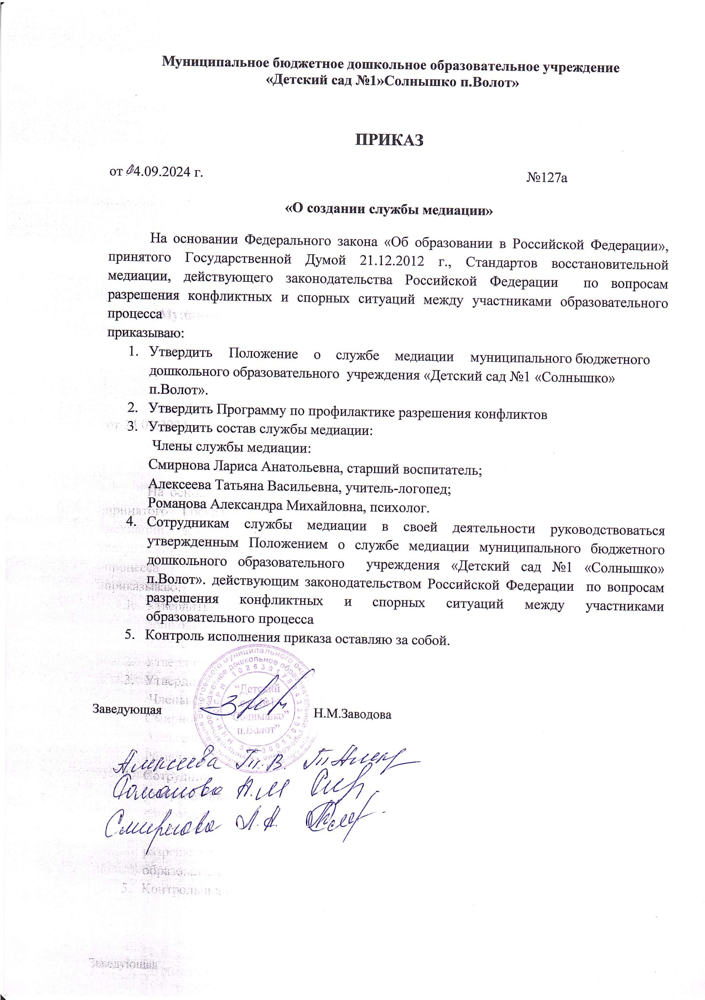 Муниципальное бюджетное дошкольное образовательное учреждение
«Детский сад №1»Солнышко п.Волот»
ПРИКАЗ
от 04.09.2024 г. №127а
«О создании службы медиации»
На основании Федерального закона «Об образовании в Российской Федерации»,
принятого Государственной Думой 21.12.2012 г., Стандартов восстановительной
медиации, действующего законодательства Российской Федерации по вопросам
разрешения конфликтных и спорных ситуаций между участниками образовательного
процесса
приказываю:
1. Утвердить Положение о службе медиации муниципального бюджетного
дошкольного образовательного учреждения «Детский сад №1 «Солнышко»
п.Волот».
2. Утвердить Программу по профилактике разрешения конфликтов
3. Утвердить состав службы медиации:
Члены службы медиации:
Смирнова Лариса Анатольевна, старший воспитатель;
Алексеева Татьяна Васильевна, учитель-логопед;
Романова Александра Михайловна, психолог.
4. Сотрудникам службы медиации в своей деятельности руководствоваться
утвержденным Положением о службе медиации муниципального бюджетного
дошкольного образовательного учреждения «Детский сад №1 «Солнышко»
п.Волот». действующим законодательством Российской Федерации по вопросам
разрешения конфликтных и спорных ситуаций между участниками
образовательного процесса
5. Контроль исполнения приказа оставляю за собой.
“Детский
сад №1
“Солнышко”
п.Волот”
Заведующая Н.М.Заводова
Алексеева Т.В.
Романова А.М
Смирнова Л.А.